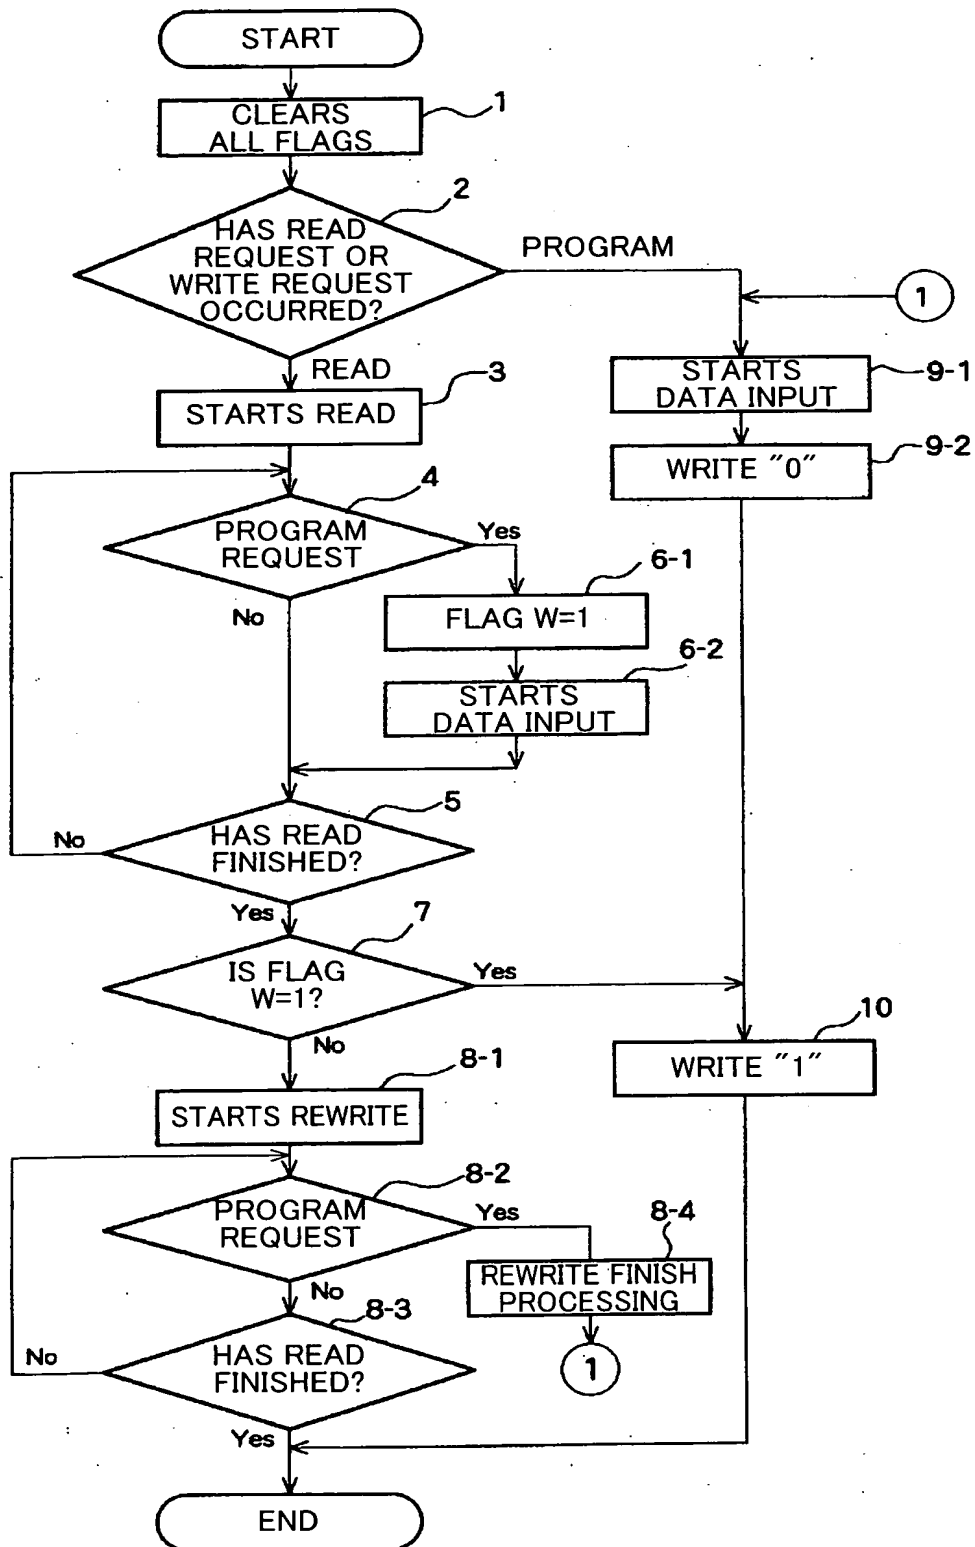 START
1
CLEARS
ALL FLAGS
2
HAS READ
REQUEST OR
WRITE REQUEST
OCCURRED?
PROGRAM
1
READ
3
STARTS READ
STARTS
DATA INPUT
9-1
WRITE "0"
9-2
4
PROGRAM
REQUEST
Yes
No
6-1
FLAG W=1
6-2
STARTS
DATA INPUT
5
HAS READ
FINISHED?
No
Yes
7
IS FLAG
W=1?
Yes
No
10
WRITE "1"
8-1
STARTS REWRITE
8-2
PROGRAM
REQUEST
Yes
No
8-4
REWRITE FINISH
PROCESSING
1
8-3
HAS READ
FINISHED?
No
Yes
END